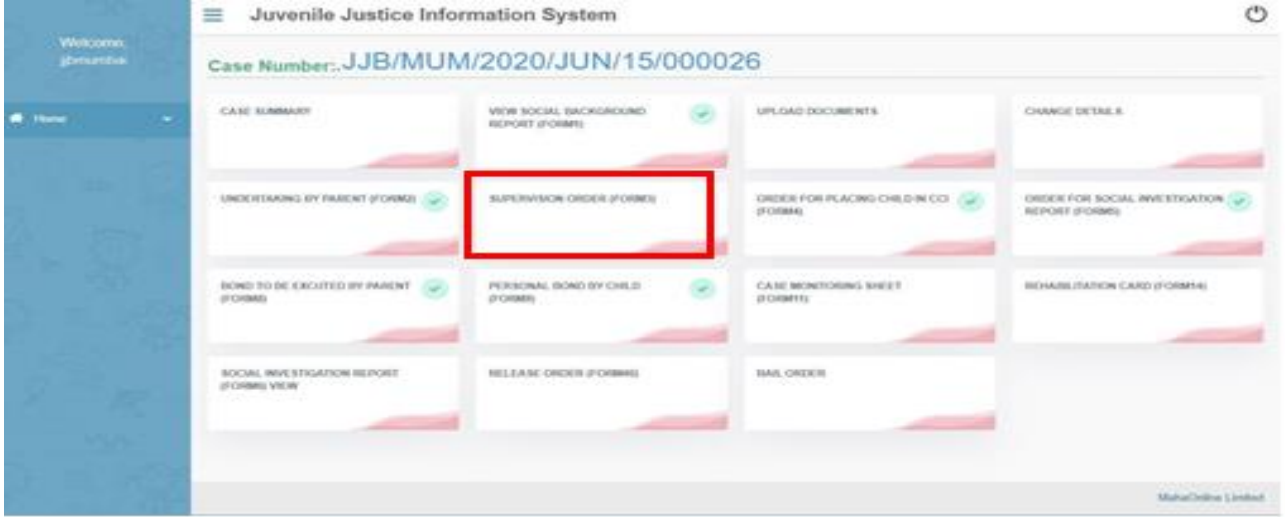 Juvenile Justice Information System
Welcome,
jjbmumbai
Case Number:.JJB/MUM/2020/JUN/15/000026
Home
CASE SUMMARY
VIEW SOCIAL BACKGROUND
REPORT (FORM1)
UPLOAD DOCUMENTS
CHANGE DETAILS
UNDERTAKING BY PARENT (FORM2)
SUPERVISION ORDER (FORM3)
ORDER FOR PLACING CHILD IN CCI
(FORM4)
ORDER FOR SOCIAL INVESTIGATION
REPORT (FORM5)
BOND TO BE EXCUTED BY PARENT
(FORM8)
PERSONAL BOND BY CHILD
(FORM9)
CASE MONITORING SHEET
(FORM11)
REHABILITATION CARD (FORM14)
SOCIAL INVESTIGATION REPORT
(FORM6) VIEW
RELEASE ORDER (FORM45)
BAIL ORDER
MahaOnline Limited